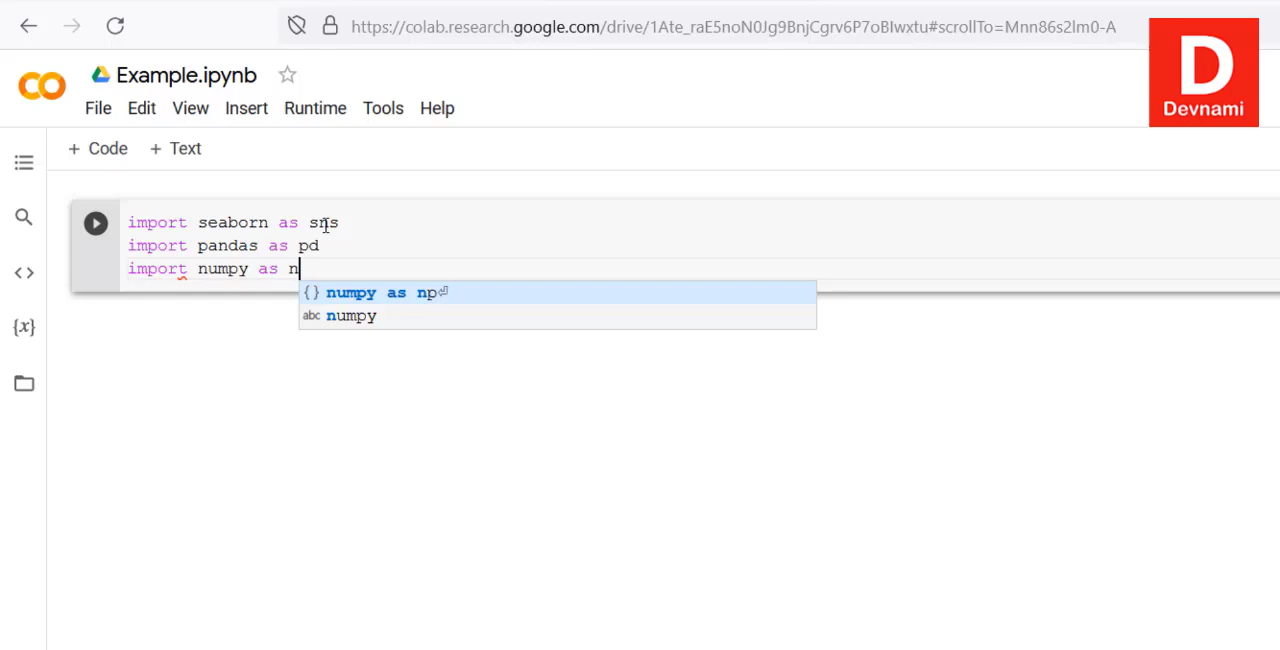 https://colab.research.google.com/drive/1Ate_raE5noN0Jg9BnjCgrv6P7oBIwxtu#scrollTo=Mnn86s2lm0-A
D
Devnami
CO
Example.ipynb
File Edit View Insert Runtime Tools Help
+ Code + Text
import seaborn as sns
import pandas as pd
import numpy as n
{} numpy as np⏎
abc numpy
{x}